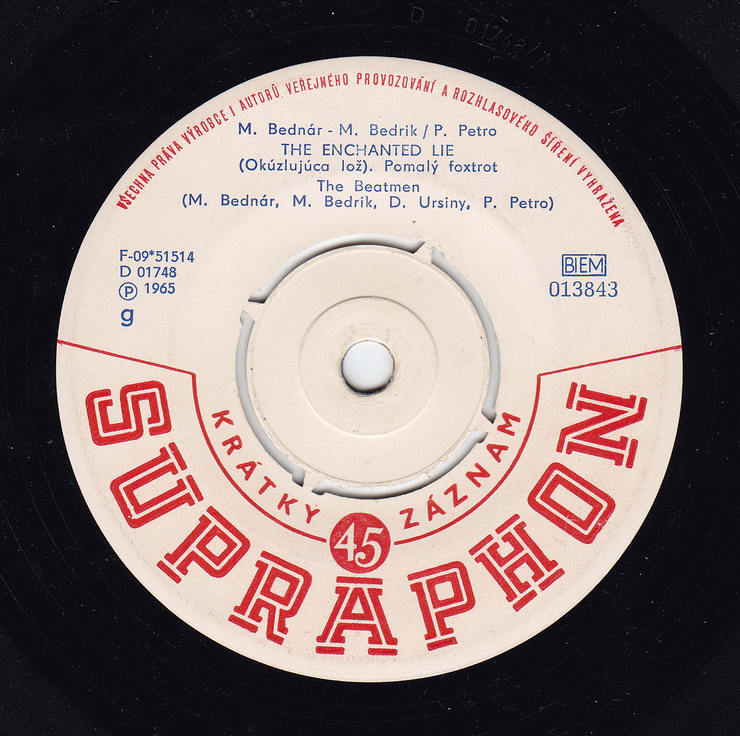 D 01748/A
VŠECHNA PRÁVA VÝROBCE I AUTORŮ VEŘEJNÉHO PROVOZOVÁNÍ A ROZHLASOVÉHO ŠÍŘENÍ VYHRAŽENA
M. Bednár - M. Bedrik / P. Petro
THE ENCHANTED LIE
(Okúzlujúca lož). Pomalý foxtrot
The Beatmen
(M. Bednár, M. Bedrik, D. Ursiny, P. Petro)
F-09*51514
D 01748
Ⓟ 1965
g
BIEM
013843
KRÁTKY 45 ZÁZNAM
SUPRAPHON